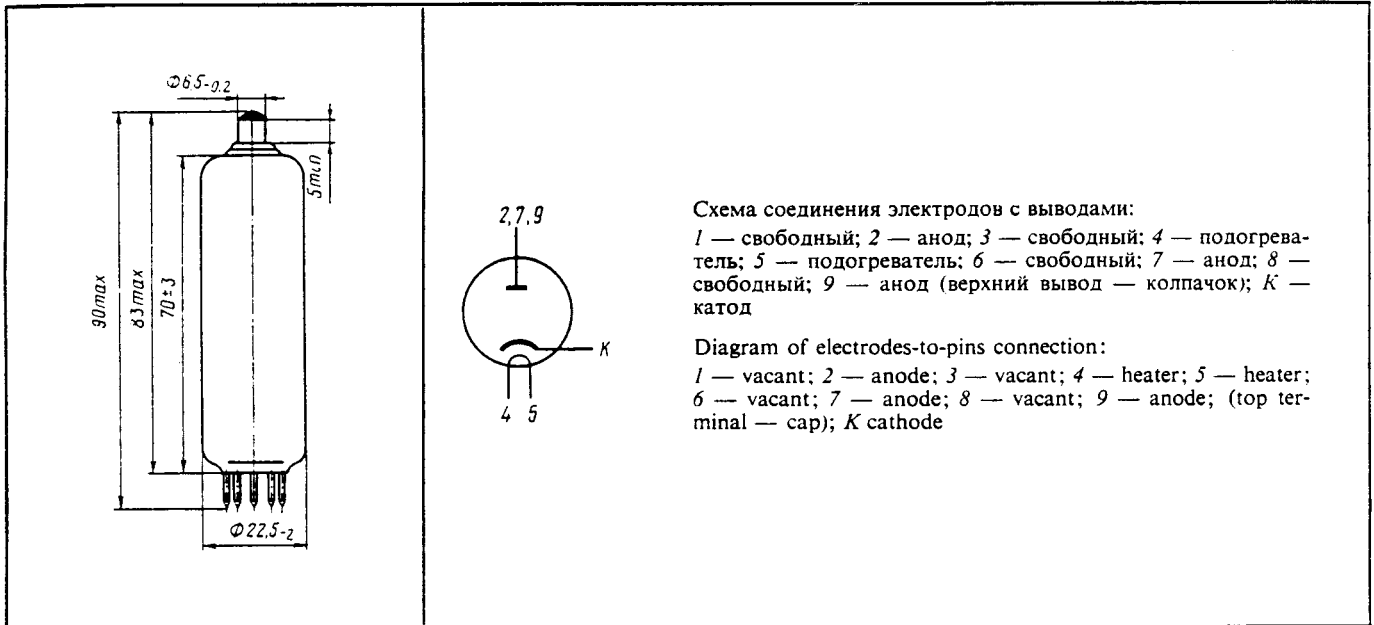 Ф6,5-0.2
90max
83max
70±3
5min
Ф22,5-2
2,7,9
К
4 5
Схема соединения электродов с выводами:
1 — свободный; 2 — анод; 3 — свободный; 4 — подогрева-
тель; 5 — подогреватель; 6 — свободный; 7 — анод; 8 —
свободный; 9 — анод (верхний вывод — колпачок); К —
катод
Diagram of electrodes-to-pins connection:
1 — vacant; 2 — anode; 3 — vacant; 4 — heater; 5 — heater;
6 — vacant; 7 — anode; 8 — vacant; 9 — anode; (top ter-
minal — cap); K cathode